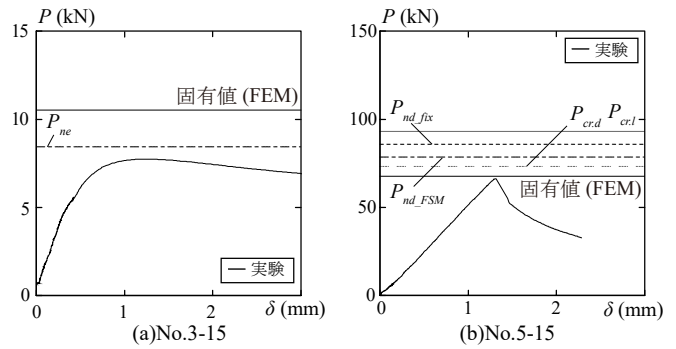 P (kN)
15
10
5
0
固有値 (FEM)
P_ne
実験
0
1
2
δ (mm)
(a)No.3-15
P (kN)
150
100
50
0
実験
P_nd_fix
P_cr.d P_cr.l
P_nd_FSM
固有値 (FEM)
0
1
2
δ (mm)
(b)No.5-15